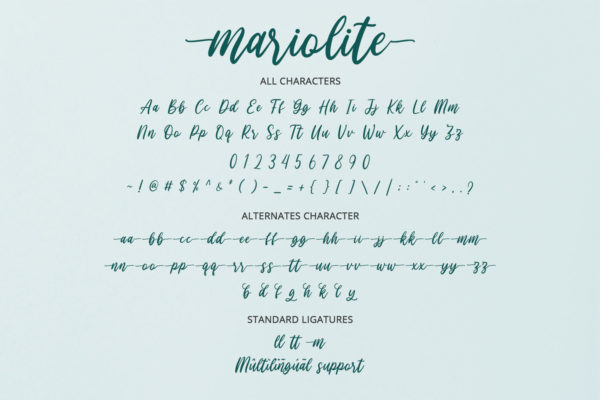 mariolite
ALL CHARACTERS
Aa Bb Cc Dd Ee Ff Gg Hh Ii Jj Kk Ll Mm
Nn Oo Pp Qq Rr Ss Tt Uu Vv Ww Xx Yy Zz
0 1 2 3 4 5 6 7 8 9 0
~ ! @ # $ % ^ & * ( ) - _ = + { } [ ] \ / | : ; " ' < > , . ?
ALTERNATES CHARACTER
aa bb cc dd ee ff gg hh ii jj kk ll mm
nn oo pp qq rr ss tt uu vv ww xx yy zz
b d f g h k l y
STANDARD LIGATURES
ll tt -m
Múltilingúal support